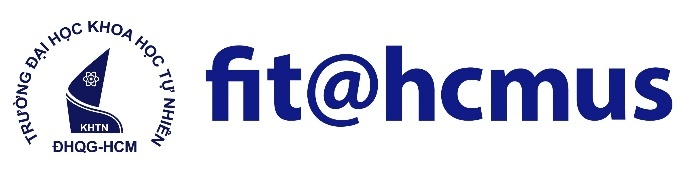 TRƯỜNG ĐẠI HỌC KHOA HỌC TỰ NHIÊN
KHTN
ĐHQG-HCM
fit@hcmus